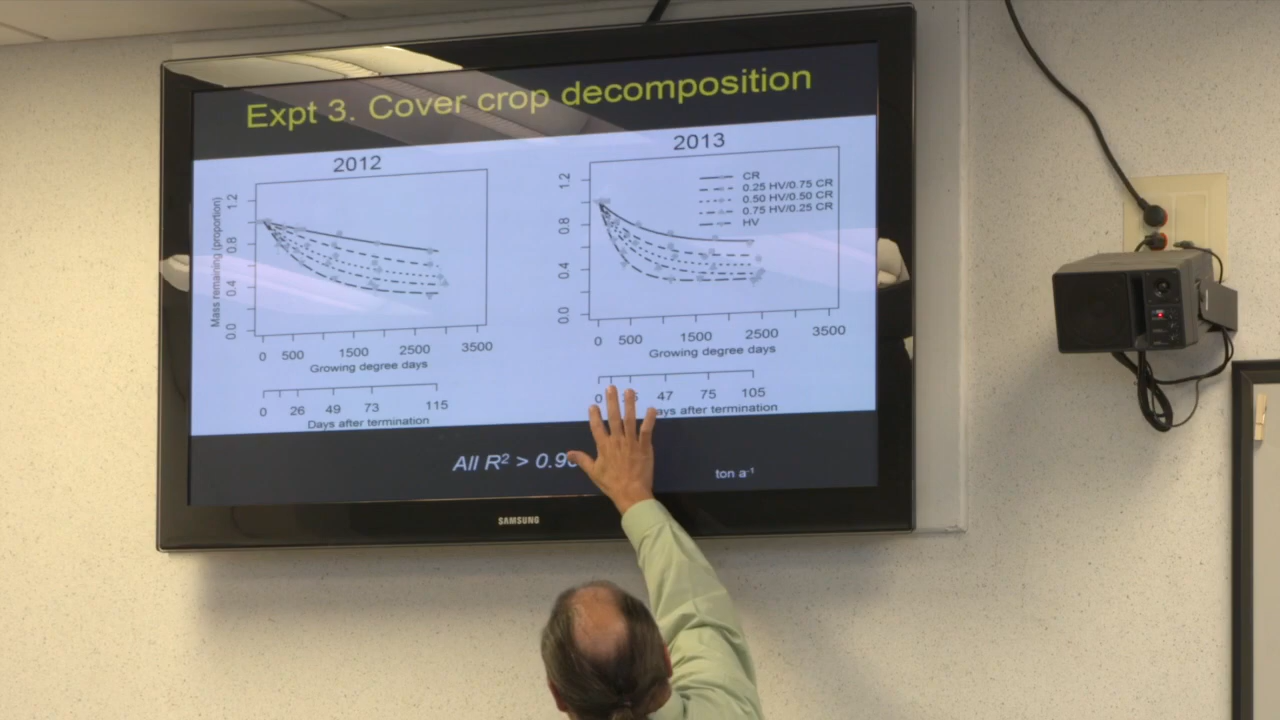 Expt 3. Cover crop decomposition
2012
Mass remaining (proportion)
1.2
0.8
0.4
0.0
0 500 1500 2500 3500
Growing degree days
0 26 49 73 115
Days after termination
2013
CR
0.25 HV/0.75 CR
0.50 HV/0.50 CR
0.75 HV/0.25 CR
HV
1.2
0.8
0.4
0.0
0 500 1500 2500 3500
Growing degree days
0 47 75 105
after termination
All R² > 
ton a⁻¹
SAMSUNG